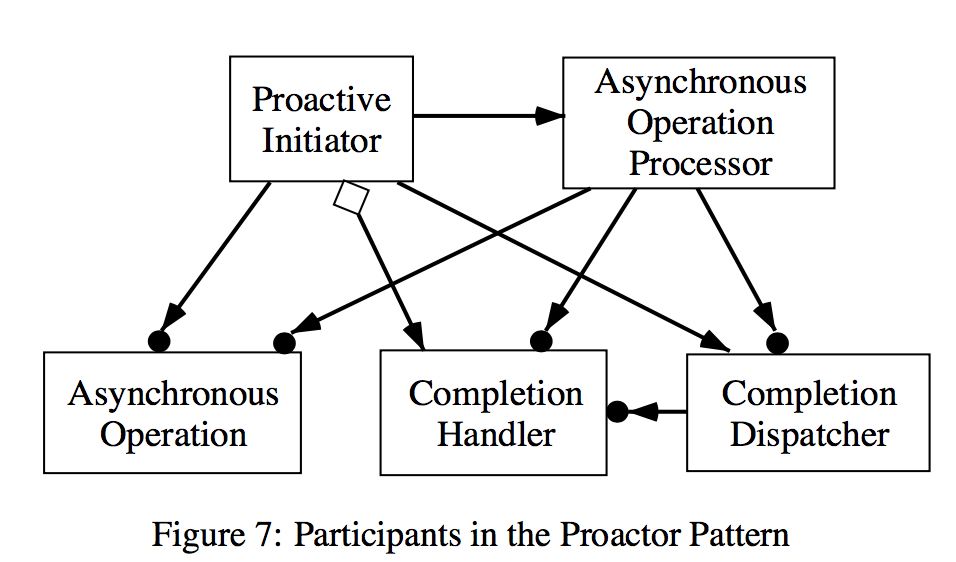 Proactive
Initiator
Asynchronous
Operation
Processor
Asynchronous
Operation
Completion
Handler
Completion
Dispatcher
Figure 7: Participants in the Proactor Pattern